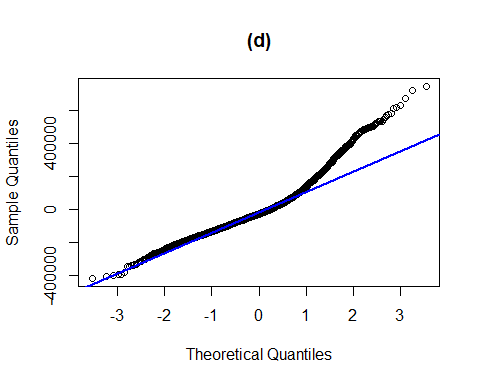 (d)
Sample Quantiles
400000
0
-400000
-3 -2 -1 0 1 2 3
Theoretical Quantiles